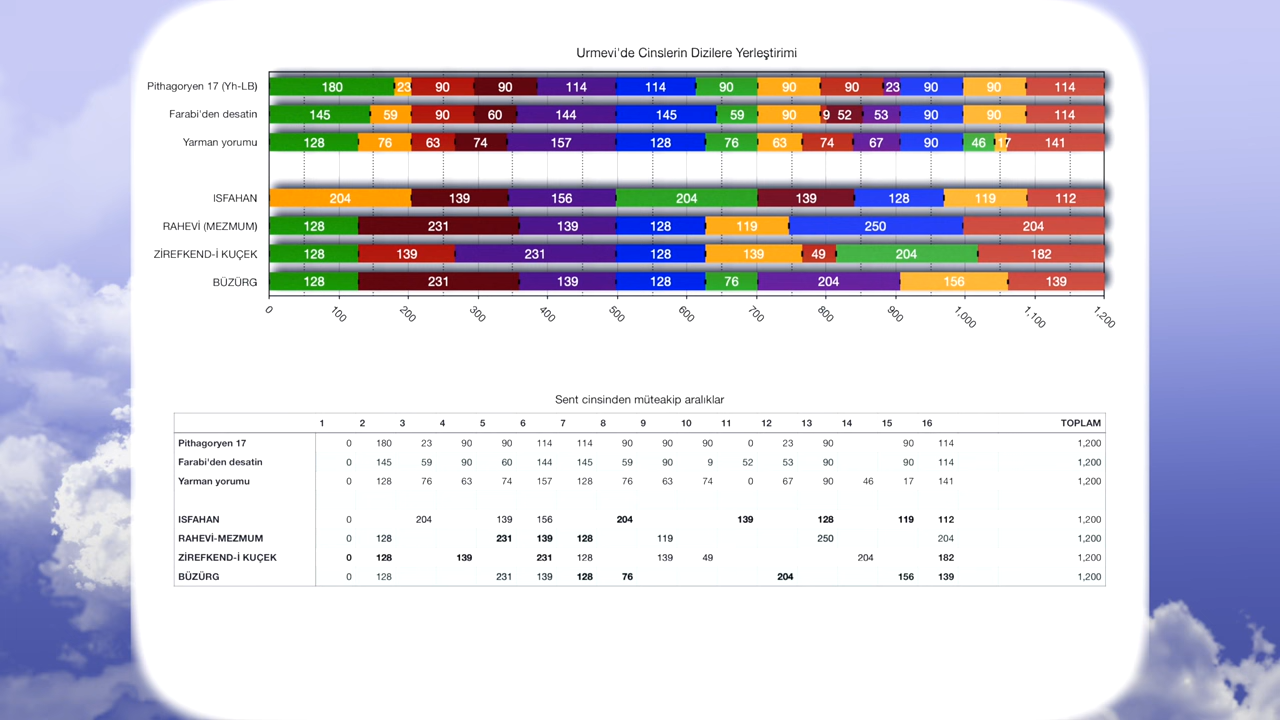 Urmevi'de Cinslerin Dizilere Yerleştirimi
Pithagoryen 17 (Yh-LB) 180 23 90 90 114 114 90 90 90 23 90 90 114
Farabi'den desatin 145 59 90 60 144 145 59 90 9 52 53 90 90 114
Yarman yorumu 128 76 63 74 157 128 76 63 74 67 90 46 17 141
ISFAHAN 204 139 156 204 139 128 119 112
RAHEVİ (MEZMUM) 128 231 139 128 119 250 204
ZİREFKEND-İ KUÇEK 128 139 231 128 139 49 204 182
BÜZÜRG 128 231 139 128 76 204 156 139
0 100 200 300 400 500 600 700 800 900 1,000 1,100 1,200
Sent cinsinden müteakip aralıklar
1 2 3 4 5 6 7 8 9 10 11 12 13 14 15 16 TOPLAM
Pithagoryen 17 0 180 23 90 90 114 114 90 90 90 0 23 90 90 114 1,200
Farabi'den desatin 0 145 59 90 60 144 145 59 90 9 52 53 90 90 114 1,200
Yarman yorumu 0 128 76 63 74 157 128 76 63 74 0 67 90 46 17 141 1,200
ISFAHAN 0 204 139 156 204 139 128 119 112 1,200
RAHEVİ-MEZMUM 0 128 231 139 128 119 250 204 1,200
ZİREFKEND-İ KUÇEK 0 128 139 231 128 139 49 204 182 1,200
BÜZÜRG 0 128 231 139 128 76 204 156 139 1,200